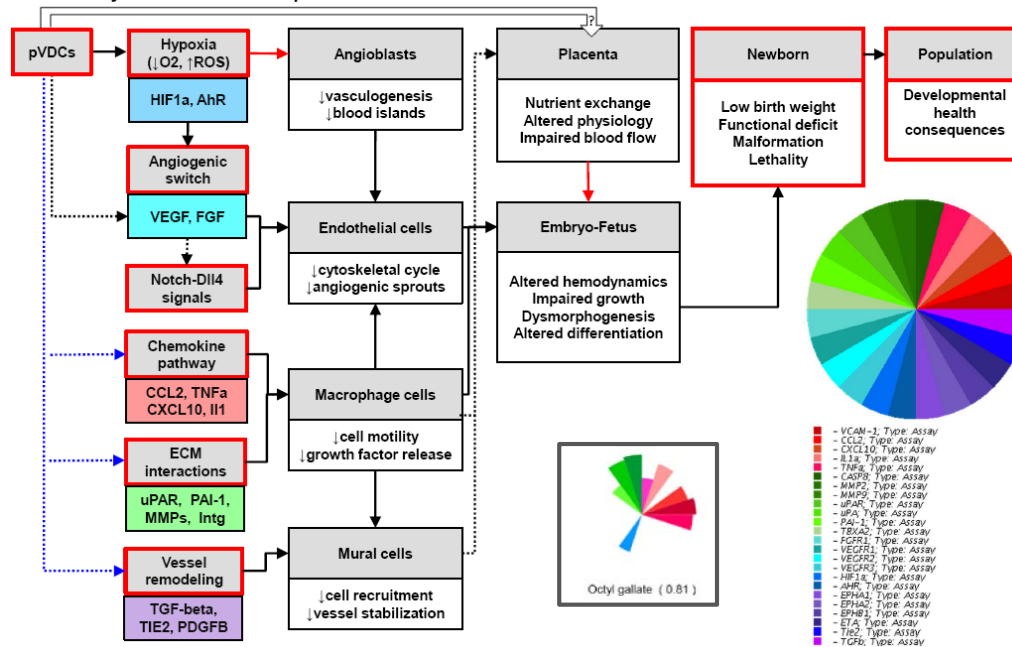 ?
pVDCs
Hypoxia
(↓O2, ↑ROS)
HIF1a, AhR
Angiogenic
switch
VEGF, FGF
Notch-Dll4
signals
Chemokine
pathway
CCL2, TNFa
CXCL10, Il1
ECM
interactions
uPAR, PAI-1,
MMPs, Intg
Vessel
remodeling
TGF-beta,
TIE2, PDGFB
Angioblasts
↓vasculogenesis
↓blood islands
Endothelial cells
↓cytoskeletal cycle
↓angiogenic sprouts
Macrophage cells
↓cell motility
↓growth factor release
Mural cells
↓cell recruitment
↓vessel stabilization
Placenta
Nutrient exchange
Altered physiology
Impaired blood flow
Embryo-Fetus
Altered hemodynamics
Impaired growth
Dysmorphogenesis
Altered differentiation
Newborn
Low birth weight
Functional deficit
Malformation
Lethality
Population
Developmental
health
consequences
Octyl gallate ( 0.81 )
- VCAM-1; Type: Assay
- CCL2; Type: Assay
- CXCL10; Type: Assay
- IL1a; Type: Assay
- TNFa; Type: Assay
- CASP8; Type: Assay
- MMP2; Type: Assay
- MMP9; Type: Assay
- uPAR; Type: Assay
- uPA; Type: Assay
- PAI-1; Type: Assay
- TBXA2; Type: Assay
- FGFR1; Type: Assay
- VEGFR1; Type: Assay
- VEGFR2; Type: Assay
- VEGFR3; Type: Assay
- HIF1a; Type: Assay
- AHR; Type: Assay
- EPHA1; Type: Assay
- EPHA2; Type: Assay
- EPHB1; Type: Assay
- ETA; Type: Assay
- Tie2; Type: Assay
- TGFb; Type: Assay